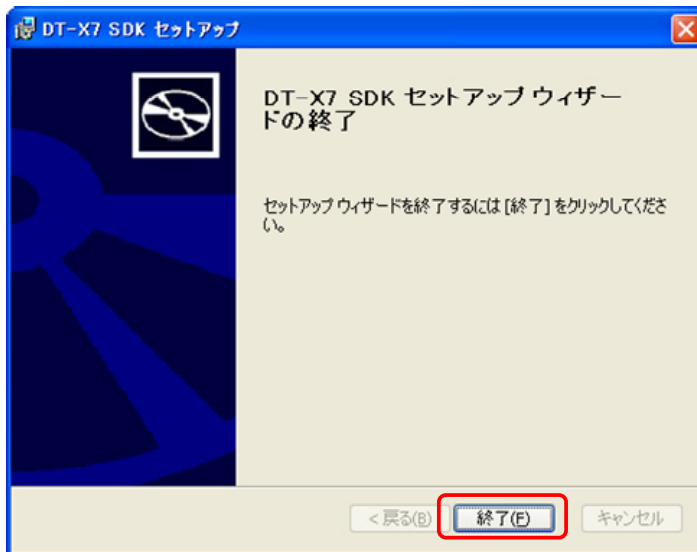 DT-X7 SDK セットアップ
DT-X7 SDK セットアップ ウィザー
ドの終了
セットアップ ウィザードを終了するには [終了] をクリックしてくださ
い。
< 戻る(B)
終了(F)
キャンセル